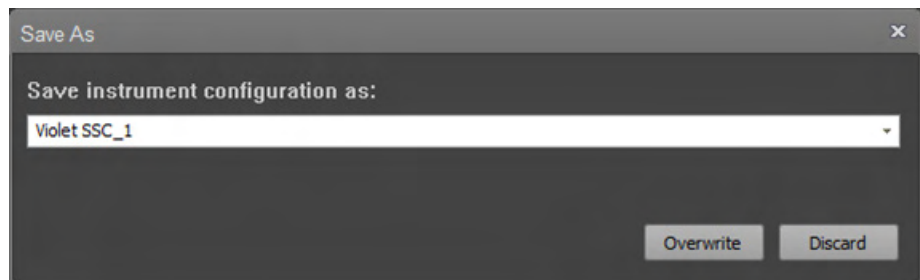 Save As
Save instrument configuration as:
Violet SSC_1
Overwrite Discard